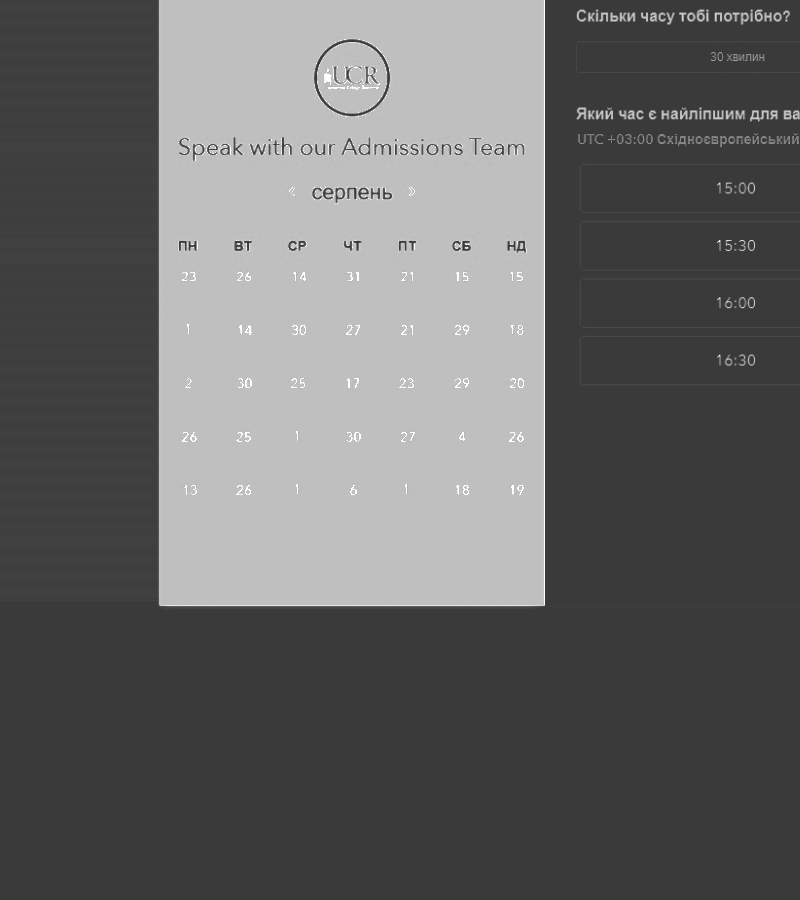 UCR
Speak with our Admissions Team
серпень
ПН ВТ СР ЧТ ПТ СБ НД
23 26 14 31 21 15 15
1 14 30 27 21 29 18
2 30 25 17 23 29 20
26 25 1 30 27 4 26
13 26 1 6 1 18 19
Скільки часу тобі потрібно?
30 хвилин
Який час є найліпшим для ва
UTC +03:00 Східноєвропейський
15:00
15:30
16:00
16:30